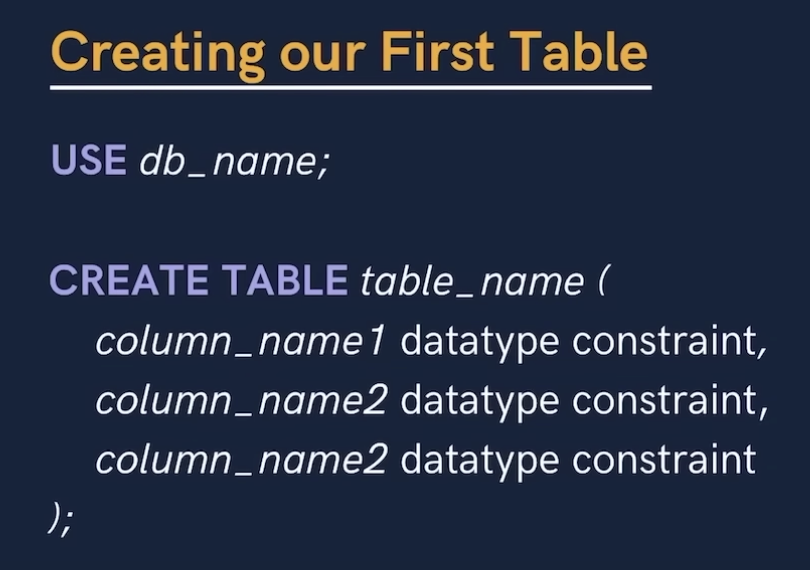 Creating our First Table
USE db_name;
CREATE TABLE table_name (
column_name1 datatype constraint,
column_name2 datatype constraint,
column_name2 datatype constraint
);